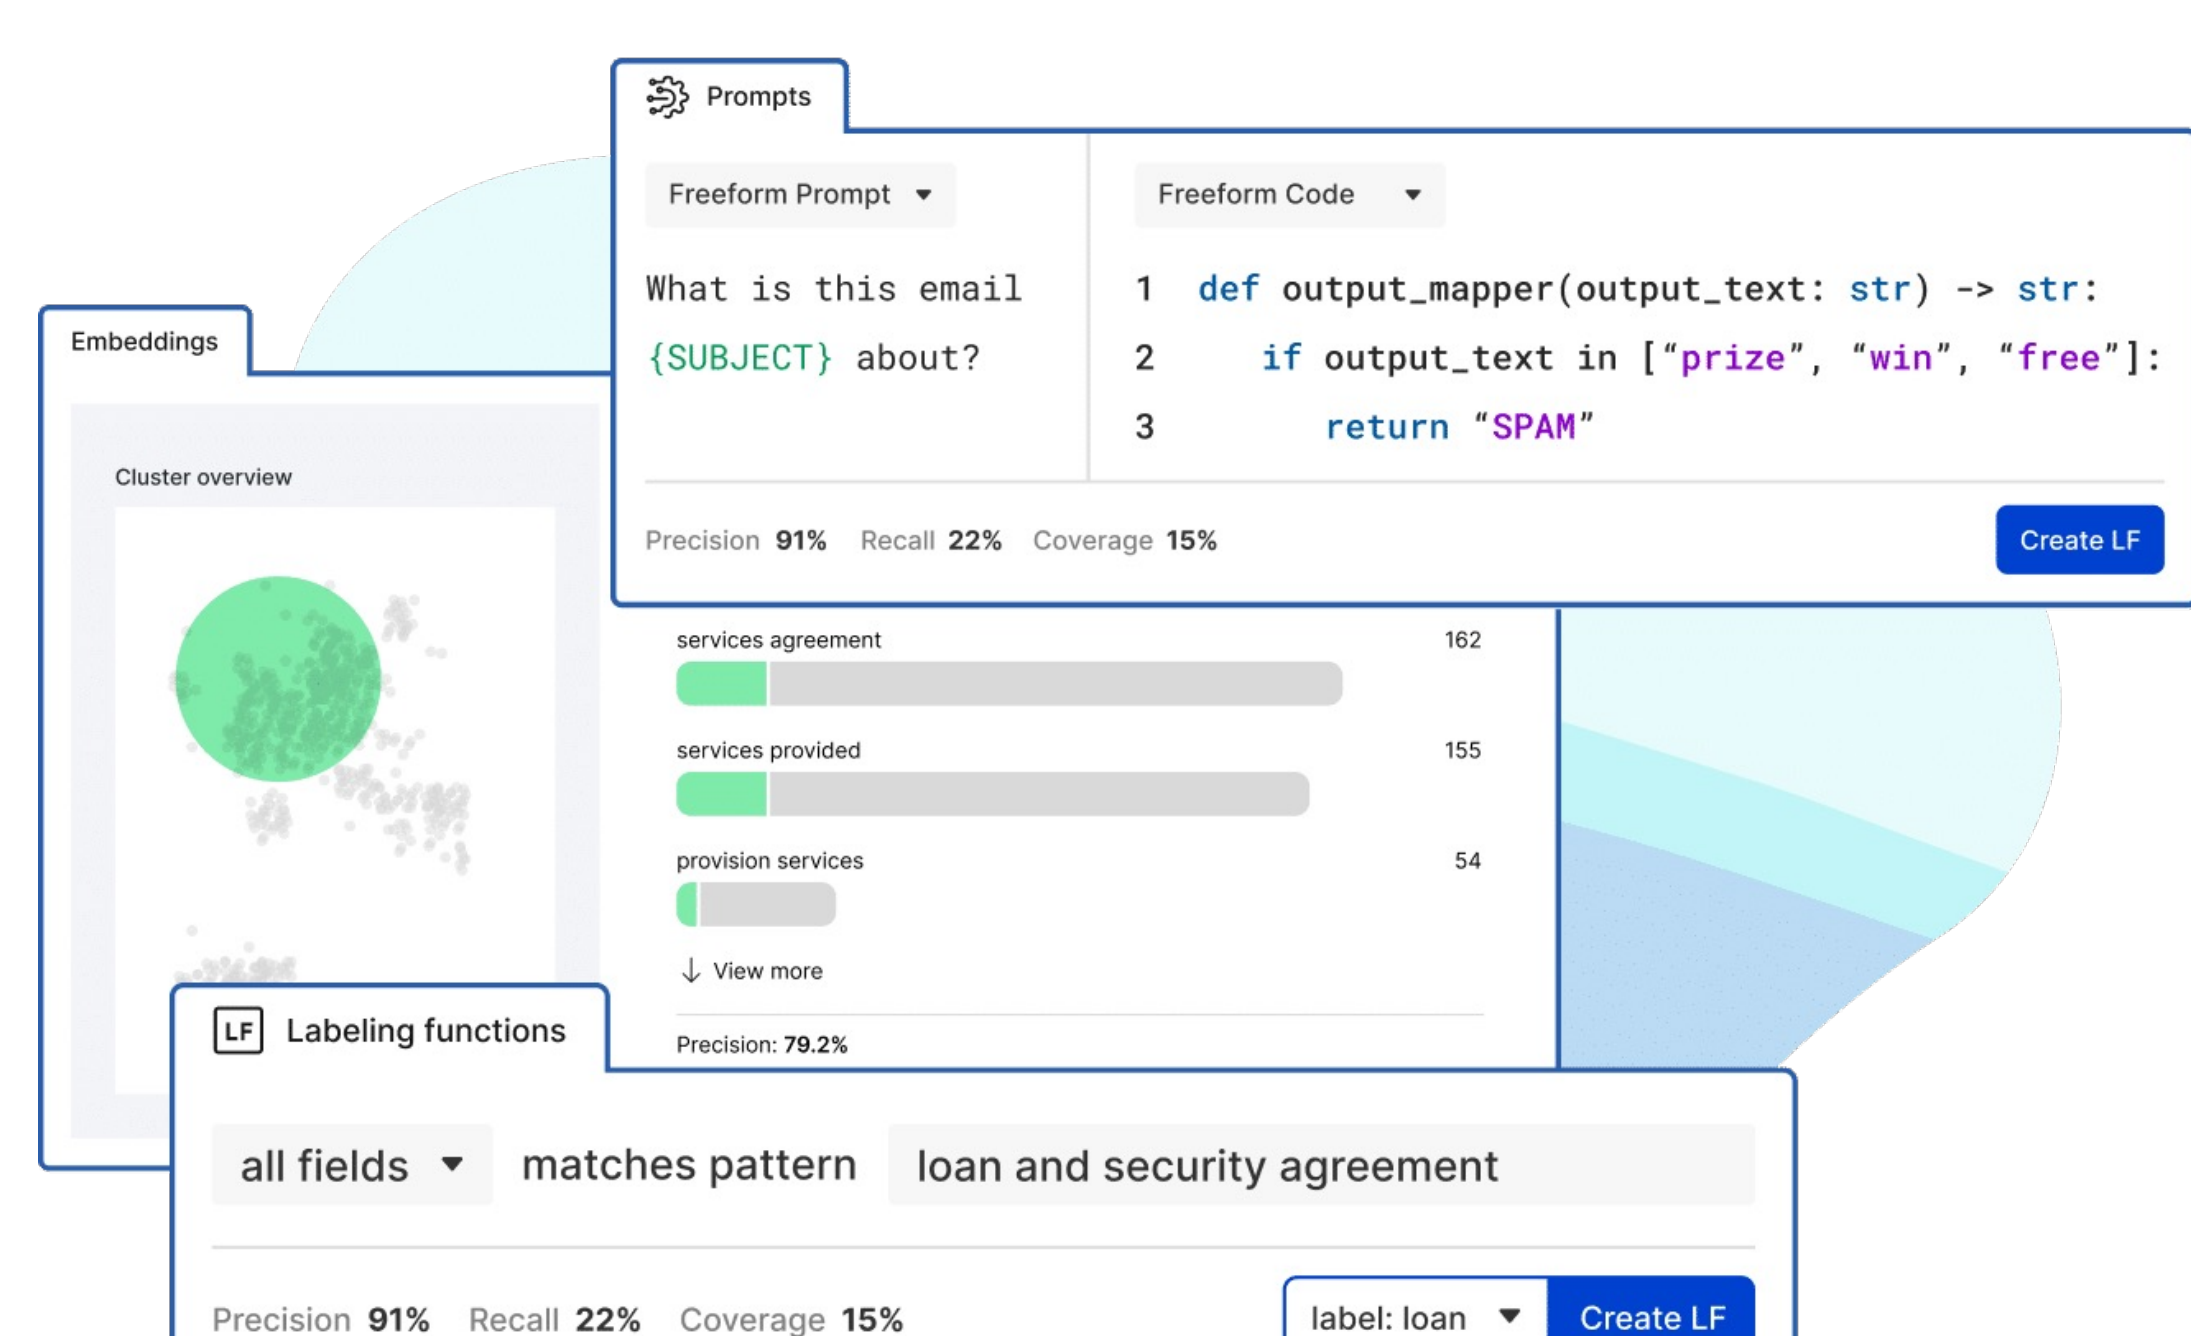 Prompts
Freeform Prompt
What is this email
{SUBJECT} about?
Freeform Code
1 def output_mapper(output_text: str) -> str:
2 if output_text in [“prize”, “win”, “free”]:
3 return “SPAM”
Precision 91% Recall 22% Coverage 15%
Create LF
Embeddings
Cluster overview
services agreement 162
services provided 155
provision services 54
View more
Precision: 79.2%
LF Labeling functions
all fields matches pattern loan and security agreement
Precision 91% Recall 22% Coverage 15%
label: loan Create LF